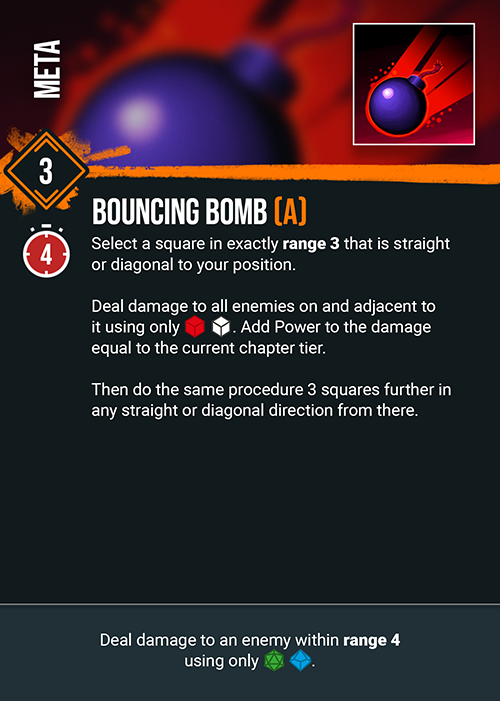 META
3
BOUNCING BOMB (A)
4
Select a square in exactly range 3 that is straight
or diagonal to your position.
Deal damage to all enemies on and adjacent to
it using only . Add Power to the damage
equal to the current chapter tier.
Then do the same procedure 3 squares further in
any straight or diagonal direction from there.
Deal damage to an enemy within range 4
using only .